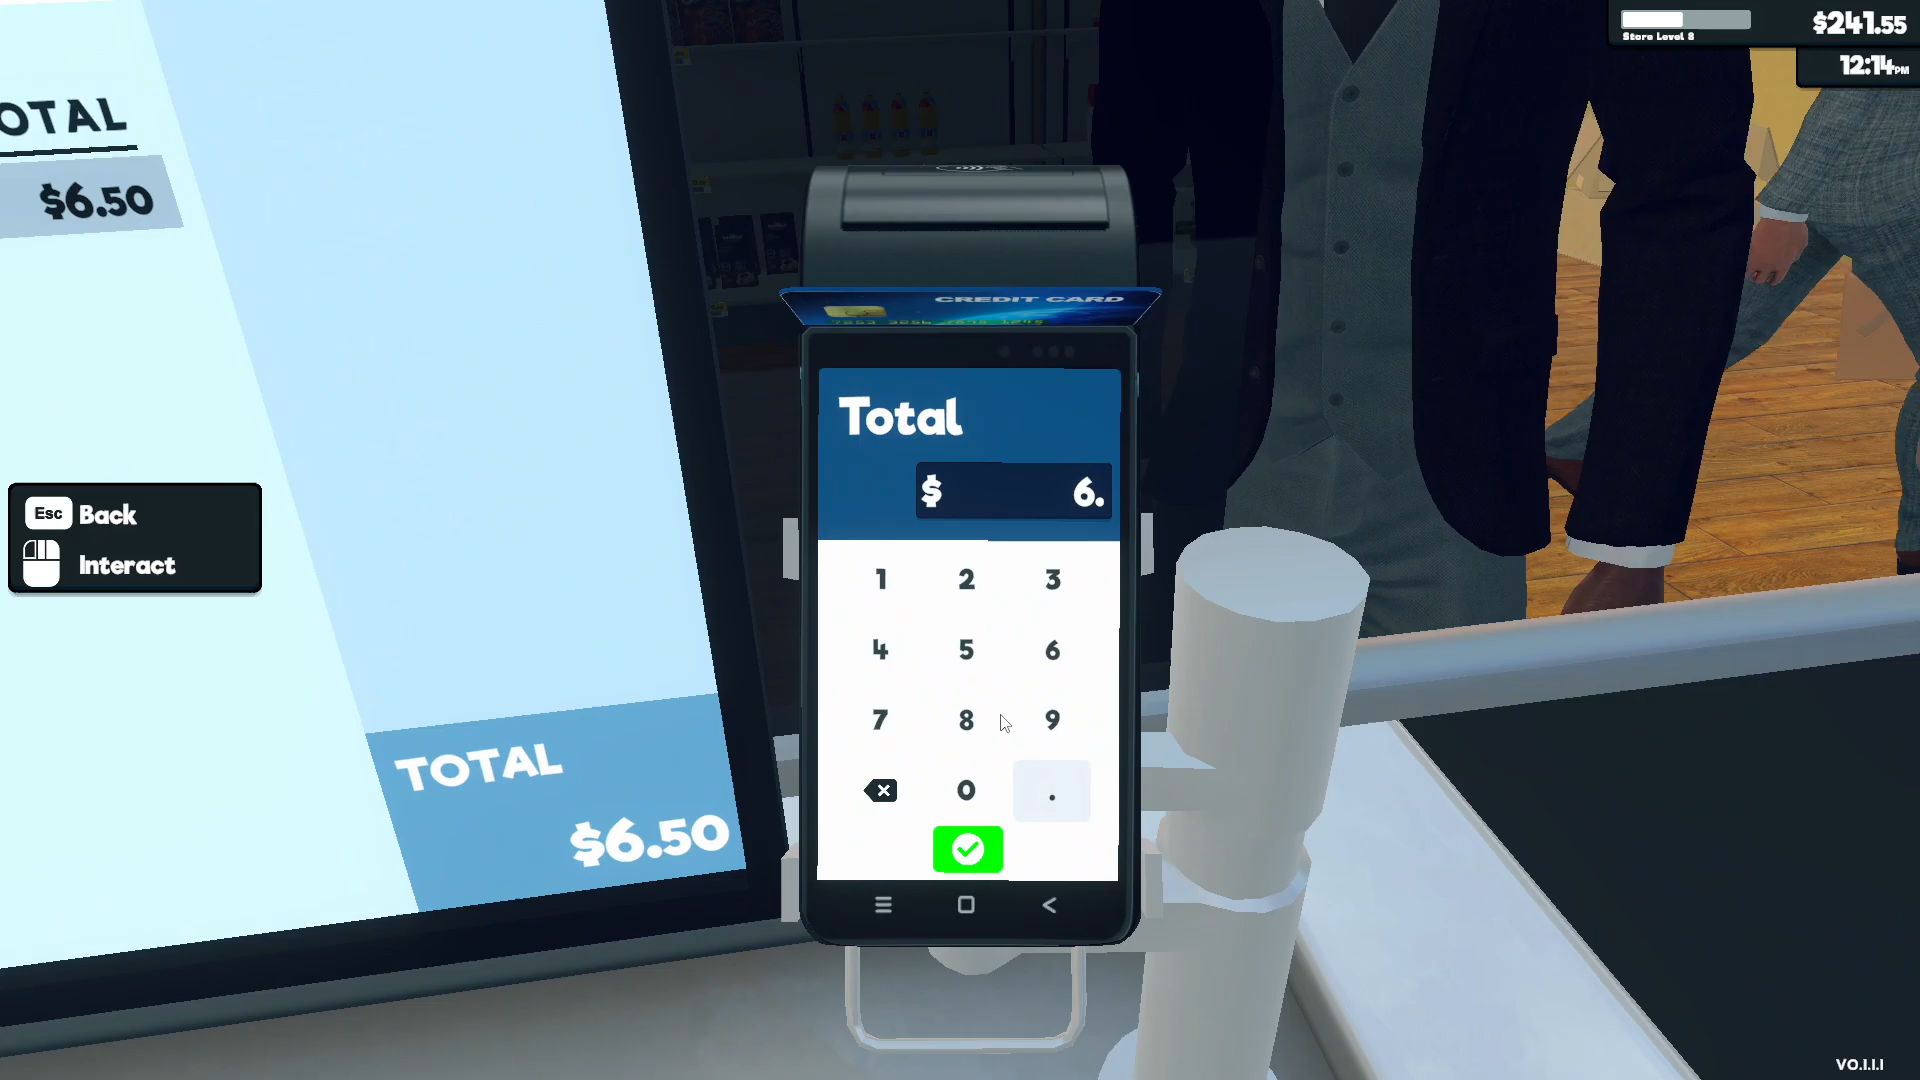 $241.55
Store Level 8
12:14PM
OTAL
$6.50
CREDIT CARD
Total
$ 6.
Esc Back
Interact
1 2 3
4 5 6
7 8 9
0 .
TOTAL
$6.50
V0.1.1.1